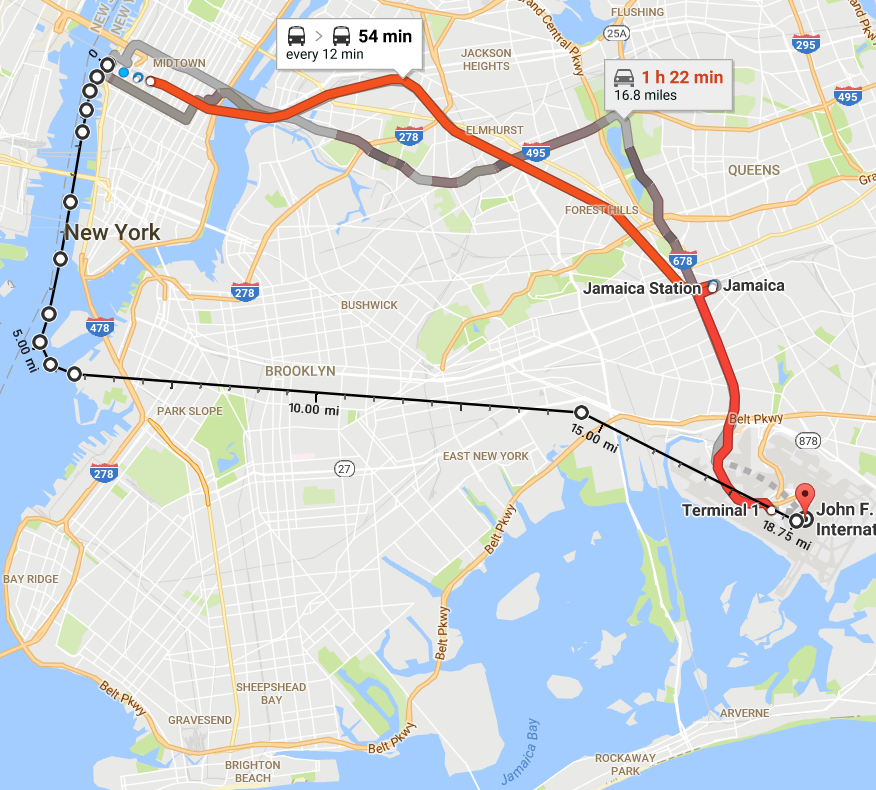 FLUSHING
Grand Central Pkwy
25A
295
495
NEW
NEW YO
0
MIDTOWN
54 min
every 12 min
JACKSON
HEIGHTS
1 h 22 min
16.8 miles
278
ELMHURST
495
QUEENS
FOREST HILLS
New York
678
Jamaica Station
Jamaica
278
BUSHWICK
478
5.00 mi
BROOKLYN
10.00 mi
PARK SLOPE
15.00 mi
Belt Pkwy
878
EAST NEW YORK
27
278
Terminal 1
John F.
Internat
18.75 mi
Belt Pkwy
BAY RIDGE
Belt Pkwy
Belt Pkwy
SHEEPSHEAD
BAY
GRAVESEND
Belt Pkwy
ARVERNE
Jamaica Bay
BRIGHTON
BEACH
ROCKAWAY
PARK